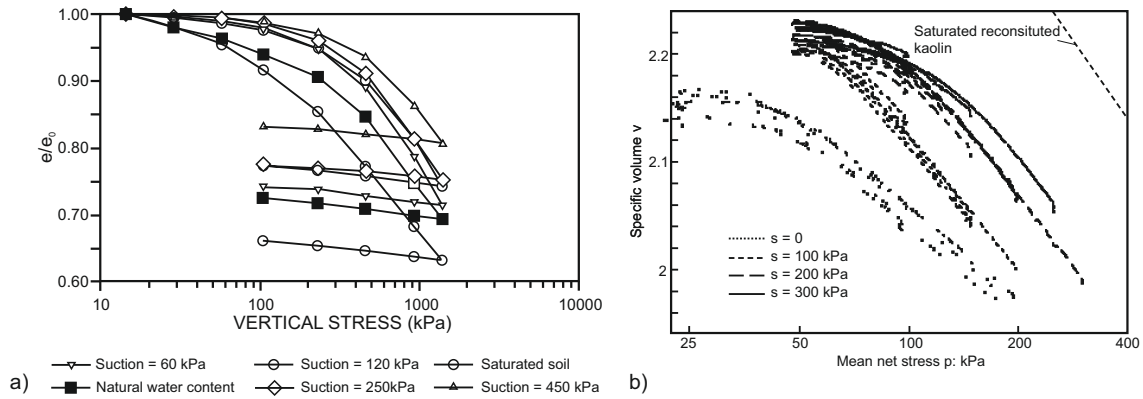 1.00
0.90
0.80
0.70
0.60
e/e₀
10
100
1000
10000
VERTICAL STRESS (kPa)
Suction = 60 kPa
Suction = 120 kPa
Saturated soil
Natural water content
Suction = 250kPa
Suction = 450 kPa
a)
2.2
2.1
2
Specific volume v
Saturated reconsituted
kaolin
s = 0
s = 100 kPa
s = 200 kPa
s = 300 kPa
25
50
100
200
400
Mean net stress p: kPa
b)